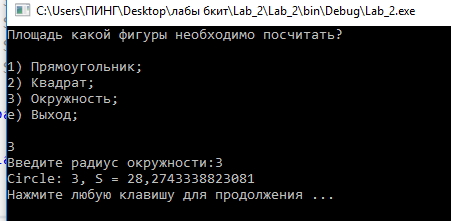 C:\Users\ПИНГ\Desktop\лабы бкит\Lab_2\Lab_2\bin\Debug\Lab_2.exe
Площадь какой фигуры необходимо посчитать?
1) Прямоугольник;
2) Квадрат;
3) Окружность;
e) Выход;
3
Введите радиус окружности:3
Circle: 3, S = 28,2743338823081
Нажмите любую клавишу для продолжения ...